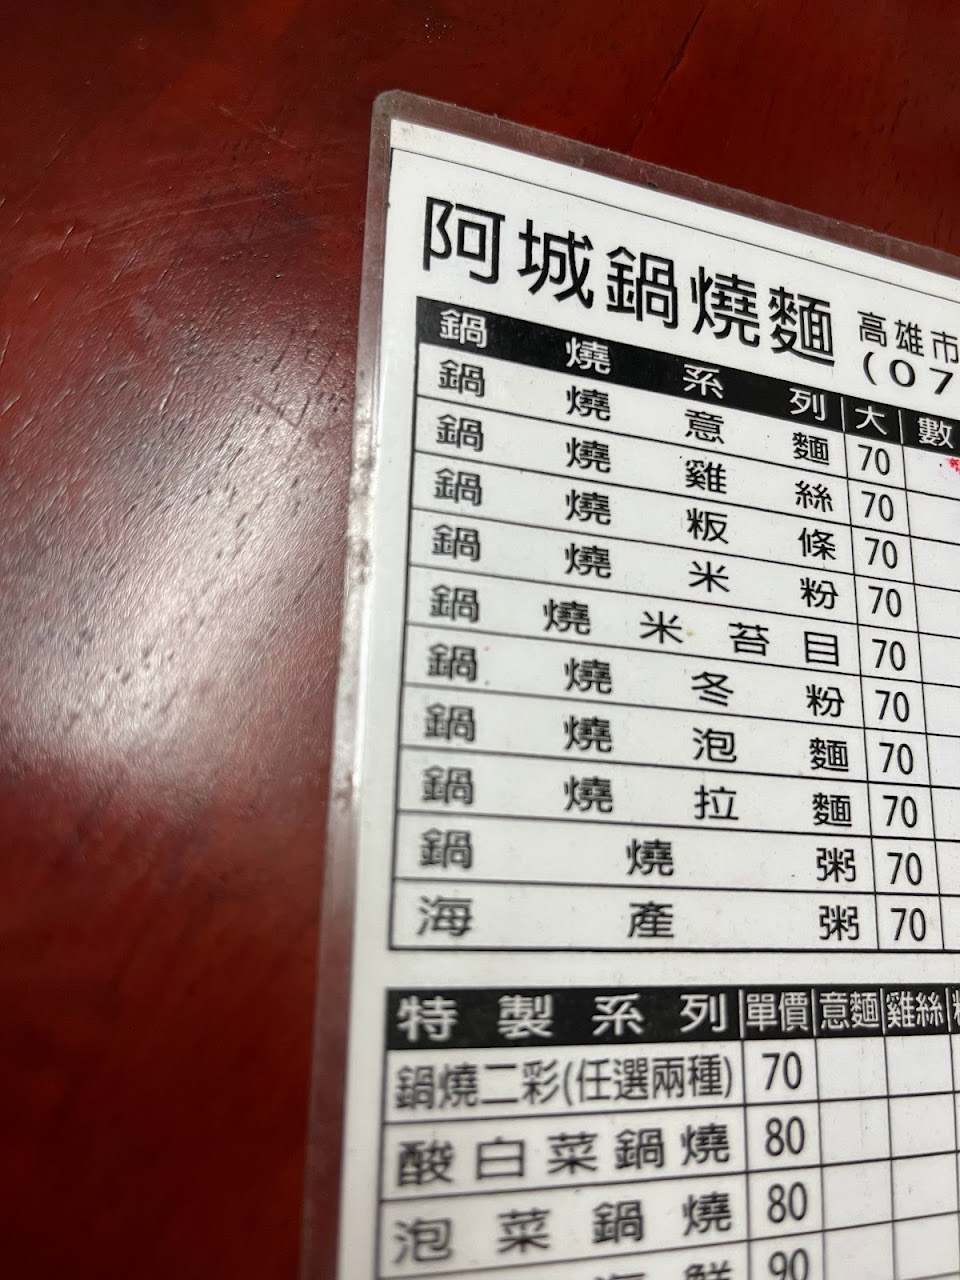 阿城鍋燒麵 高雄市
(07
鍋燒系列 大 數
鍋燒意麵 70
鍋燒雞絲 70
鍋燒粄條 70
鍋燒米粉 70
鍋燒米苔目 70
鍋燒冬粉 70
鍋燒泡麵 70
鍋燒拉麵 70
鍋燒粥 70
海產粥 70
特製系列 單價 意麵 雞絲
鍋燒二彩(任選兩種) 70
酸白菜鍋燒 80
泡菜鍋燒 80
海鮮 90